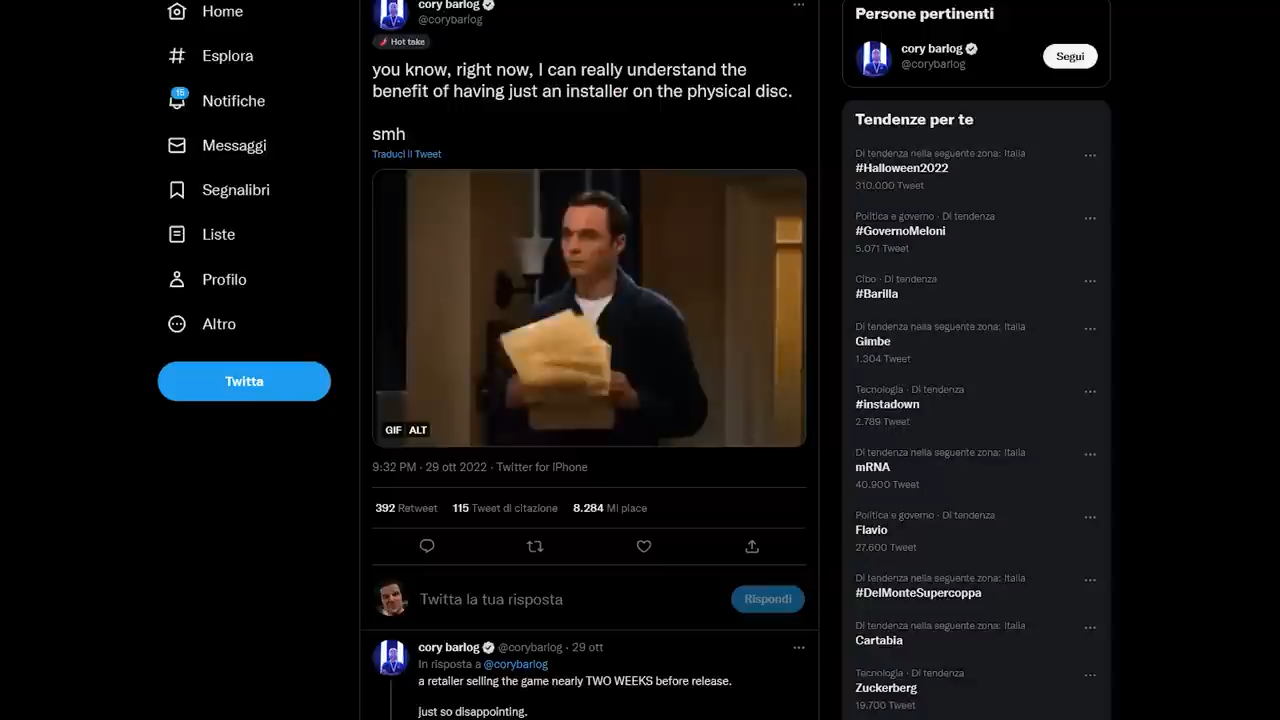 Home
Esplora
15
Notifiche
Messaggi
Segnalibri
Liste
Profilo
Altro
Twitta
cory barlog
@corybarlog
Hot take
you know, right now, I can really understand the
benefit of having just an installer on the physical disc.
smh
Traduci il Tweet
GIF ALT
9:32 PM · 29 ott 2022 · Twitter for iPhone
392 Retweet 115 Tweet di citazione 8.284 Mi piace
Twitta la tua risposta
Rispondi
cory barlog @corybarlog · 29 ott
In risposta a @corybarlog
a retailer selling the game nearly TWO WEEKS before release.
just so disappointing.
Persone pertinenti
cory barlog
@corybarlog
Segui
Tendenze per te
Di tendenza nella seguente zona: Italia
#Halloween2022
310.000 Tweet
Politica e governo · Di tendenza
#GovernoMeloni
5.071 Tweet
Cibo · Di tendenza
#Barilla
Di tendenza nella seguente zona: Italia
Gimbe
1.304 Tweet
Tecnologia · Di tendenza
#instadown
2.789 Tweet
Di tendenza nella seguente zona: Italia
mRNA
40.900 Tweet
Politica e governo · Di tendenza
Flavio
27.600 Tweet
Di tendenza nella seguente zona: Italia
#DelMonteSupercoppa
Di tendenza nella seguente zona: Italia
Cartabia
Tecnologia · Di tendenza
Zuckerberg
19.700 Tweet